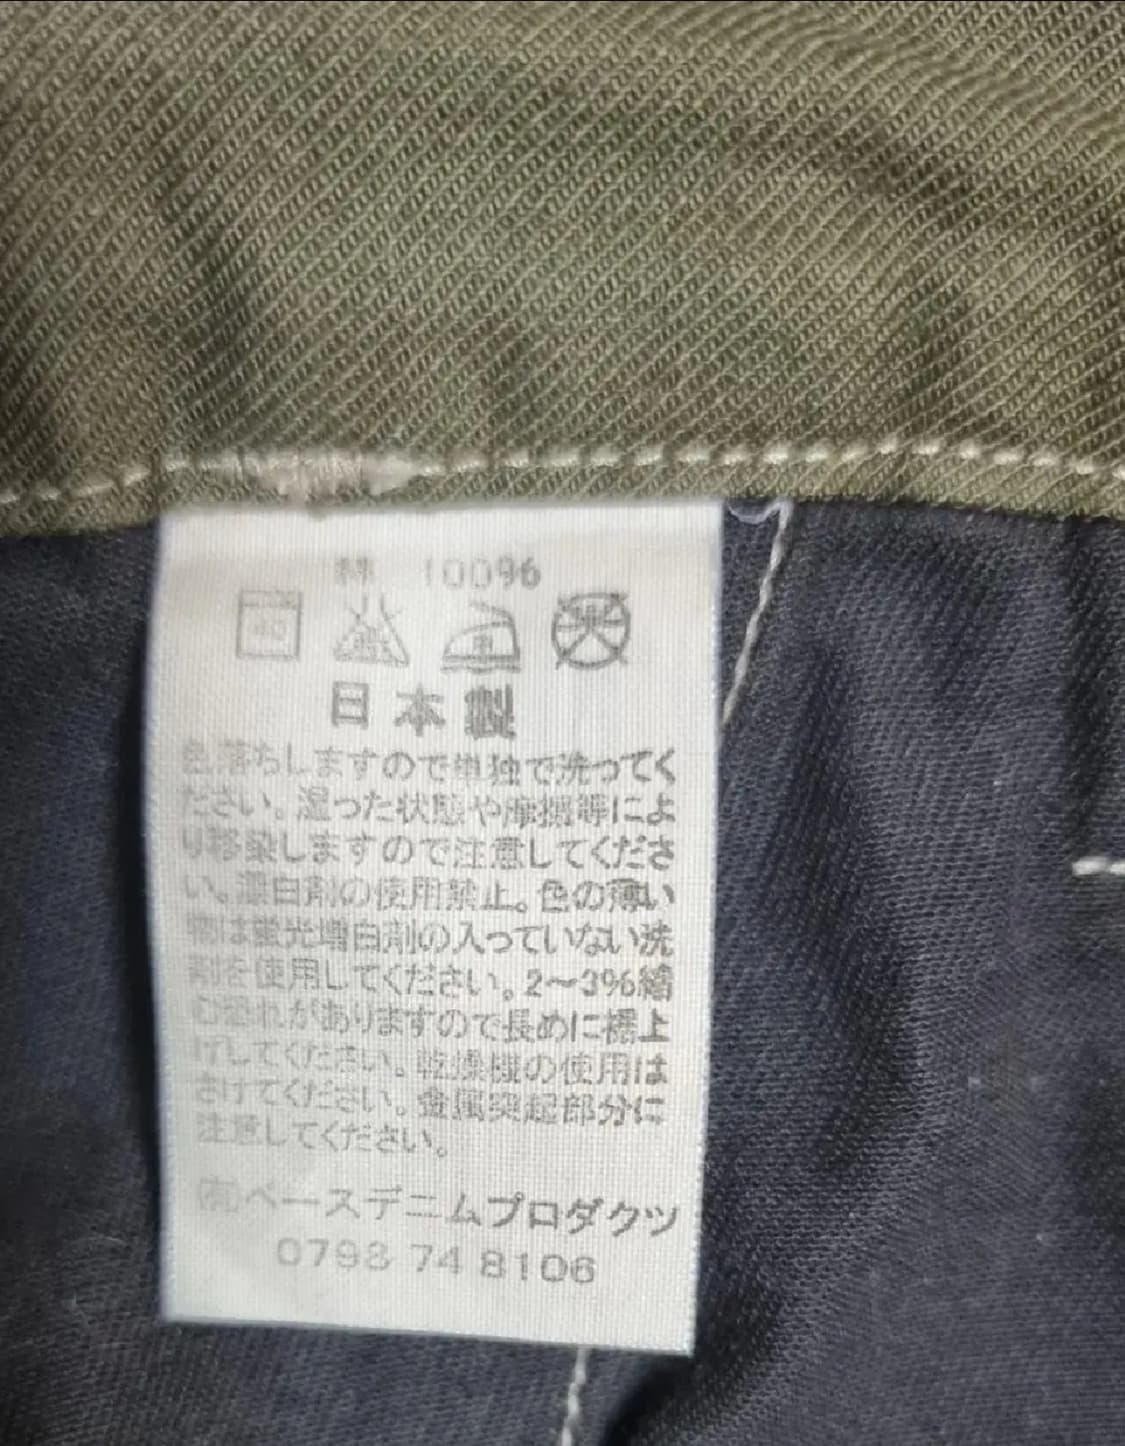 綿 100%
40
日本製
色落ちしますので単独で洗ってく
ださい。湿った状態や摩擦等によ
り移染しますので注意してくださ
い。漂白剤の使用禁止。色の薄い
物は蛍光増白剤の入っていない洗
剤を使用してください。2〜3%縮
む恐れがありますので長めに裾上
げしてください。乾燥機の使用は
さけてください。金属突起部分に
注意してください。
(有)ベースデニムプロダクツ
0798 74 8106